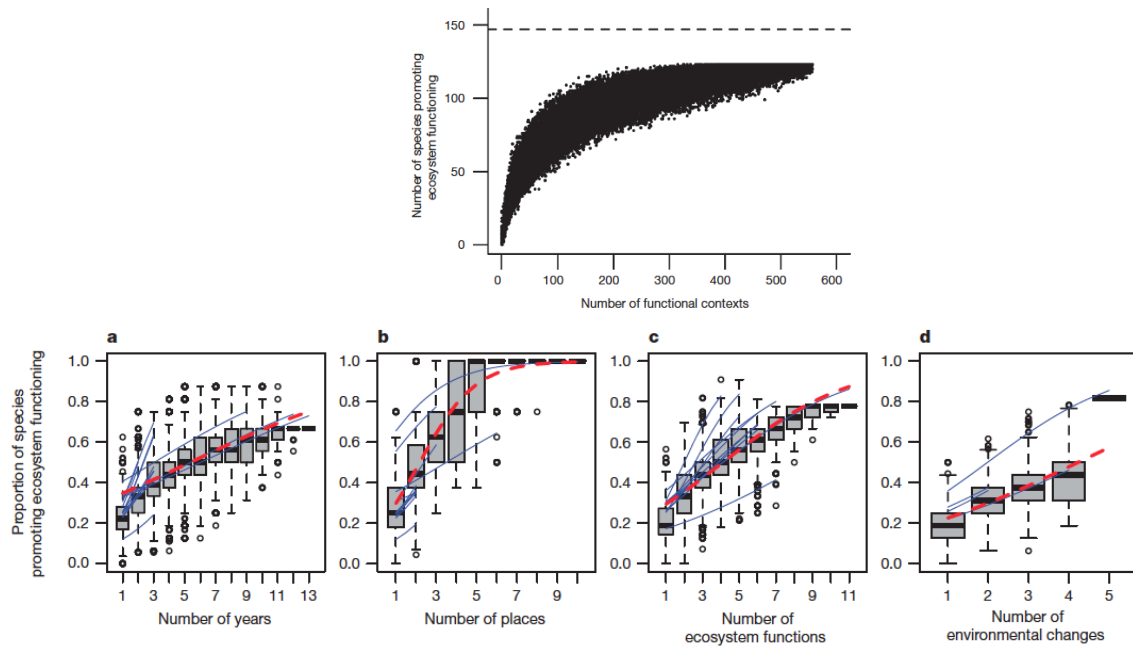 Number of species promoting
ecosystem functioning
150
100
50
0
0 100 200 300 400 500 600
Number of functional contexts
a b c d
Proportion of species
promoting ecosystem functioning
1.0 1.0 1.0 1.0
0.8 0.8 0.8 0.8
0.6 0.6 0.6 0.6
0.4 0.4 0.4 0.4
0.2 0.2 0.2 0.2
0.0 0.0 0.0 0.0
1 3 5 7 9 11 13 1 3 5 7 9 1 3 5 7 9 11 1 2 3 4 5
Number of years Number of places Number of Number of
ecosystem functions environmental changes